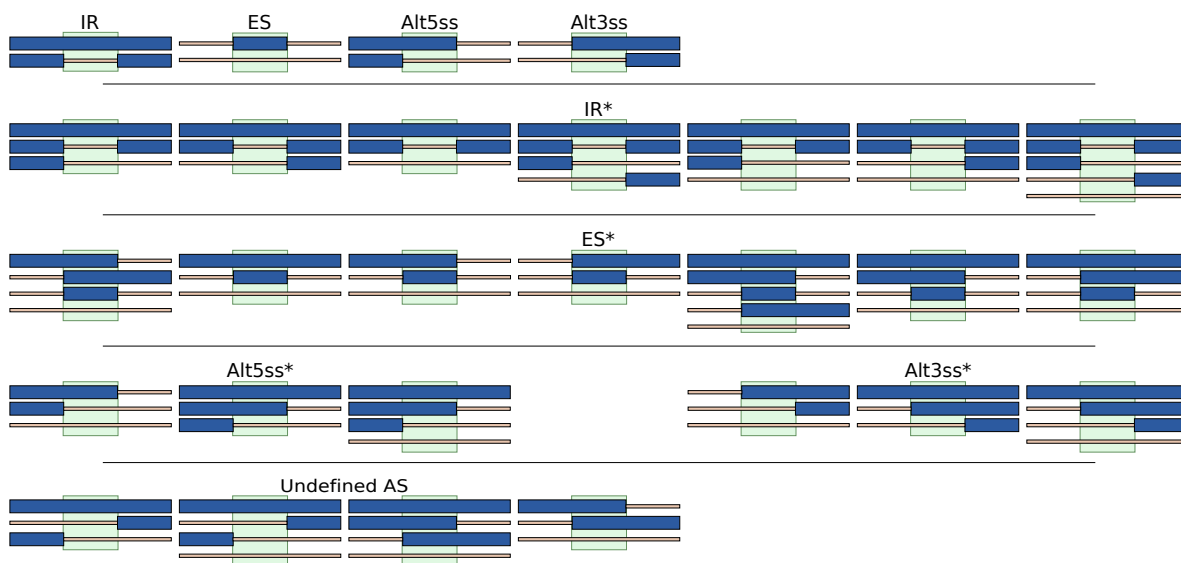 IR ES Alt5ss Alt3ss
IR*
ES*
Alt5ss* Alt3ss*
Undefined AS